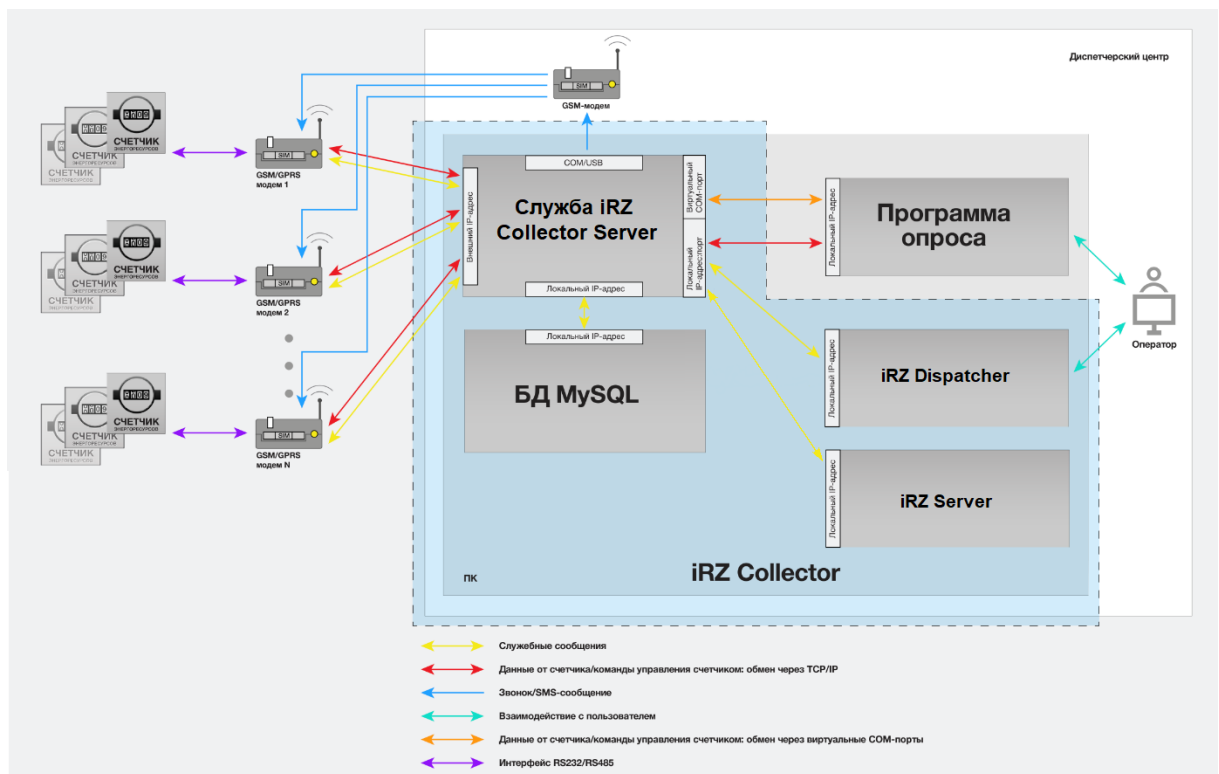 Диспетчерский центр
SIM
GSM-модем
СЧЕТЧИК
ЭНЕРГОРЕСУРСОВ
СЧЕТЧИК
СЧЕТЧИК
SIM
GSM/GPRS
модем 1
COM/USB
Внешний IP-адрес
Служба iRZ
Collector Server
Виртуальный
COM-порт
Локальный
IP-адрес/порт
Локальный IP-адрес
Локальный IP-адрес
Программа
опроса
СЧЕТЧИК
ЭНЕРГОРЕСУРСОВ
СЧЕТЧИК
ЭНЕРГОРЕСУРСОВ
СЧЕТЧИК
SIM
GSM/GPRS
модем 2
Локальный IP-адрес
БД MySQL
Локальный IP-адрес
iRZ Dispatcher
Оператор
СЧЕТЧИК
ЭНЕРГОРЕСУРСОВ
СЧЕТЧИК
ЭНЕРГОРЕСУРСОВ
СЧЕТЧИК
SIM
GSM/GPRS
модем N
Локальный IP-адрес
iRZ Server
ПК
iRZ Collector
Служебные сообщения
Данные от счетчика/команды управления счетчиком: обмен через TCP/IP
Звонок/SMS-сообщение
Взаимодействие с пользователем
Данные от счетчика/команды управления счетчиком: обмен через виртуальные COM-порты
Интерфейс RS232/RS485